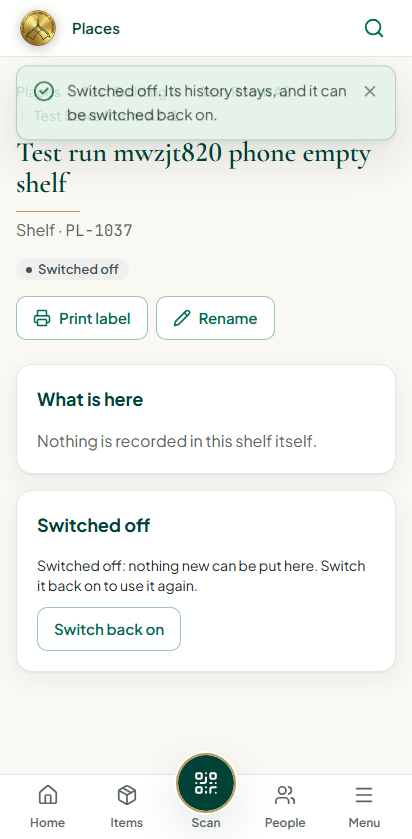 Places
Switched off. Its history stays, and it can
be switched back on.
Test run mwzjt820 phone empty
shelf
Shelf · PL-1037
Switched off
Print label
Rename
What is here
Nothing is recorded in this shelf itself.
Switched off
Switched off: nothing new can be put here. Switch
it back on to use it again.
Switch back on
Home
Items
Scan
People
Menu